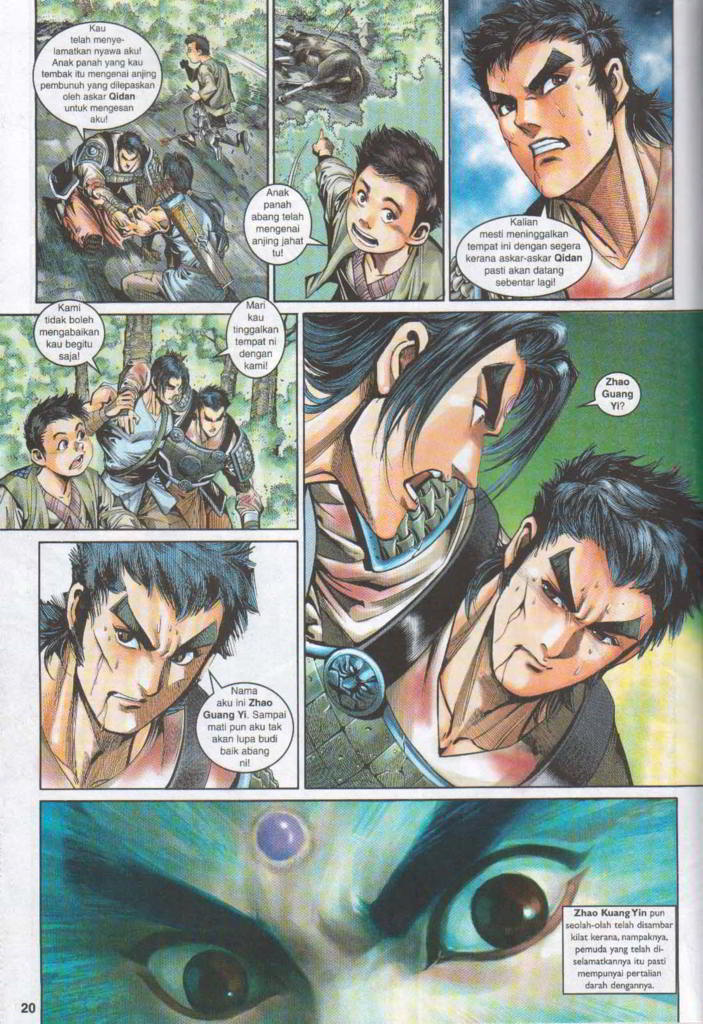 Kau
telah menye-
lamatkan nyawa aku!
Anak panah yang kau
tembak itu mengenai anjing
pembunuh yang dilepaskan
oleh askar Qidan
untuk mengesan
aku!
Anak
panah
abang telah
mengenai
anjing jahat
tu!
Kalian
mesti meninggalkan
tempat ini dengan segera
kerana askar-askar Qidan
pasti akan datang
sebentar lagi!
Kami
tidak boleh
mengabaikan
kau begitu
saja!
Mari
kau
tinggalkan
tempat ni
dengan
kami!
Zhao
Guang
Yi?
Nama
aku ini Zhao
Guang Yi. Sampai
mati pun aku tak
akan lupa budi
baik abang
ni!
Zhao Kuang Yin pun
seolah-olah telah disambar
kilat kerana, nampaknya,
pemuda yang telah di-
selamatkannya itu pasti
mempunyai pertalian
darah dengannya.
20